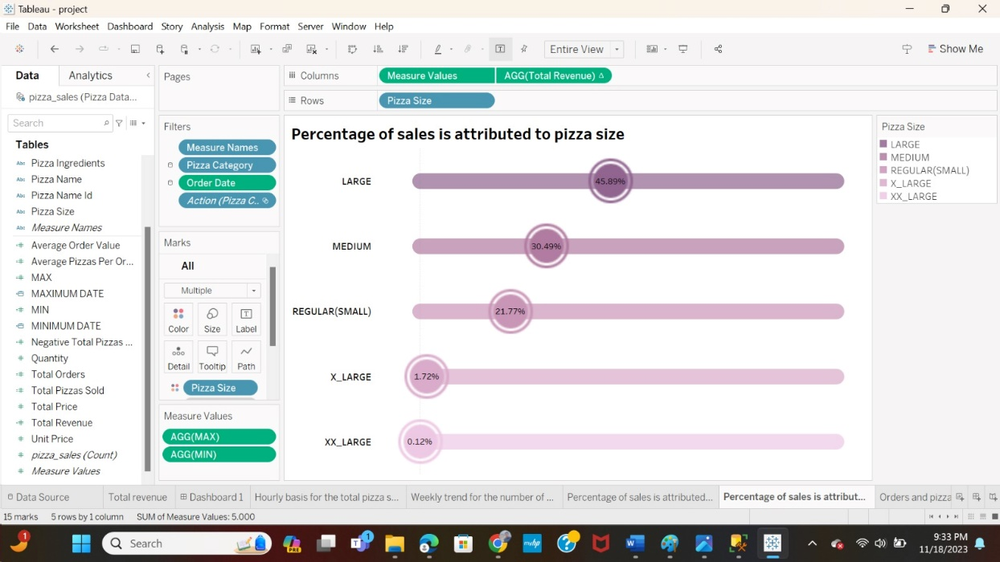 Tableau - project
File Data Worksheet Dashboard Story Analysis Map Format Server Window Help
Entire View
Show Me
Data Analytics
pizza_sales (Pizza Data...
Search
Tables
Abc Pizza Ingredients
Abc Pizza Name
Abc Pizza Name Id
Abc Pizza Size
Abc Measure Names
Average Order Value
Average Pizzas Per Or...
MAX
MAXIMUM DATE
MIN
MINIMUM DATE
Negative Total Pizzas ...
Quantity
Total Orders
Total Pizzas Sold
Total Price
Total Revenue
Unit Price
pizza_sales (Count)
Measure Values
Pages
Filters
Measure Names
Pizza Category
Order Date
Action (Pizza C..
Marks
All
Multiple
Color Size Label
Detail Tooltip Path
Pizza Size
Measure Values
AGG(MAX)
AGG(MIN)
Columns Measure Values AGG(Total Revenue) Δ
Rows Pizza Size
Percentage of sales is attributed to pizza size
LARGE 45.89%
MEDIUM 30.49%
REGULAR(SMALL) 21.77%
X_LARGE 1.72%
XX_LARGE 0.12%
Pizza Size
LARGE
MEDIUM
REGULAR(SMALL)
X_LARGE
XX_LARGE
Data Source Total revenue Dashboard 1 Hourly basis for the total pizza s... Weekly trend for the number of ... Percentage of sales is attributed... Percentage of sales is attribut... Orders and pizza
15 marks 5 rows by 1 column SUM of Measure Values: 5.000
1 Search PRE 1 myhp W 9:33 PM
11/18/2023